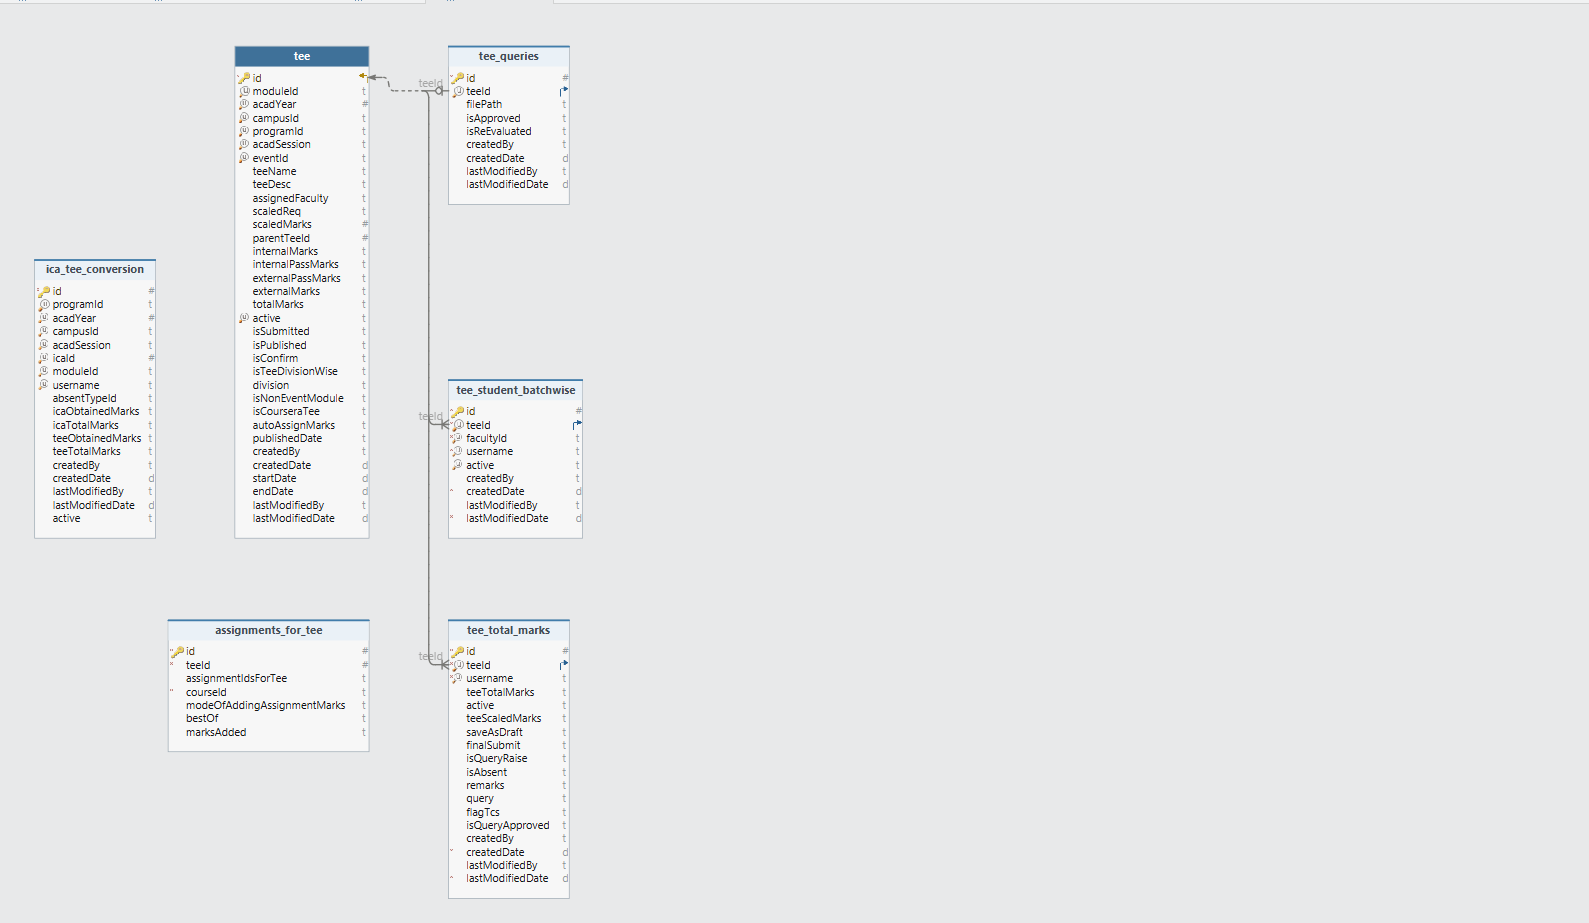 tee
id
moduleId t
acadYear #
campusId t
programId t
acadSession t
eventId t
teeName t
teeDesc t
assignedFaculty t
scaledReq t
scaledMarks #
parentTeeId #
internalMarks t
internalPassMarks t
externalPassMarks t
externalMarks t
totalMarks t
active t
isSubmitted t
isPublished t
isConfirm t
isTeeDivisionWise t
division t
isNonEventModule t
isCourseraTee t
autoAssignMarks t
publishedDate t
createdBy t
createdDate d
startDate d
endDate d
lastModifiedBy t
lastModifiedDate d
teeId
tee_queries
id #
teeId
filePath t
isApproved t
isReEvaluated t
createdBy t
createdDate d
lastModifiedBy t
lastModifiedDate d
ica_tee_conversion
id #
programId t
acadYear #
campusId t
acadSession t
icaId #
moduleId t
username t
absentTypeId t
icaObtainedMarks t
icaTotalMarks t
teeObtainedMarks t
teeTotalMarks t
createdBy t
createdDate d
lastModifiedBy t
lastModifiedDate d
active t
teeId
tee_student_batchwise
id #
teeId
facultyId t
username t
active t
createdBy t
createdDate d
lastModifiedBy t
lastModifiedDate d
assignments_for_tee
id #
teeId #
assignmentIdsForTee t
courseId t
modeOfAddingAssignmentMarks t
bestOf t
marksAdded t
teeId
tee_total_marks
id #
teeId
username t
teeTotalMarks t
active t
teeScaledMarks t
saveAsDraft t
finalSubmit t
isQueryRaise t
isAbsent t
remarks t
query t
flagTcs t
isQueryApproved t
createdBy t
createdDate d
lastModifiedBy t
lastModifiedDate d